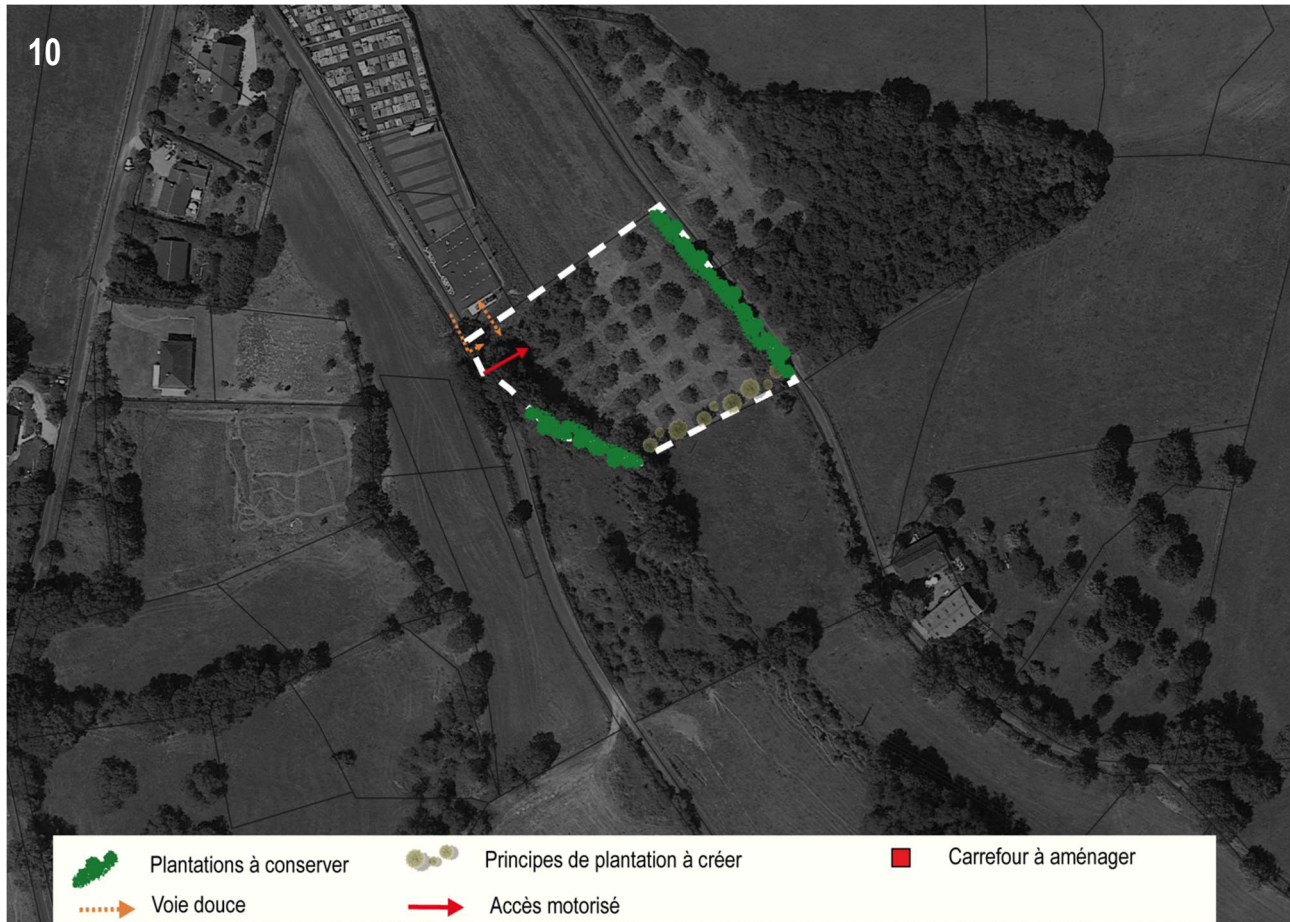 10
Plantations à conserver
Principes de plantation à créer
Carrefour à aménager
Voie douce
Accès motorisé